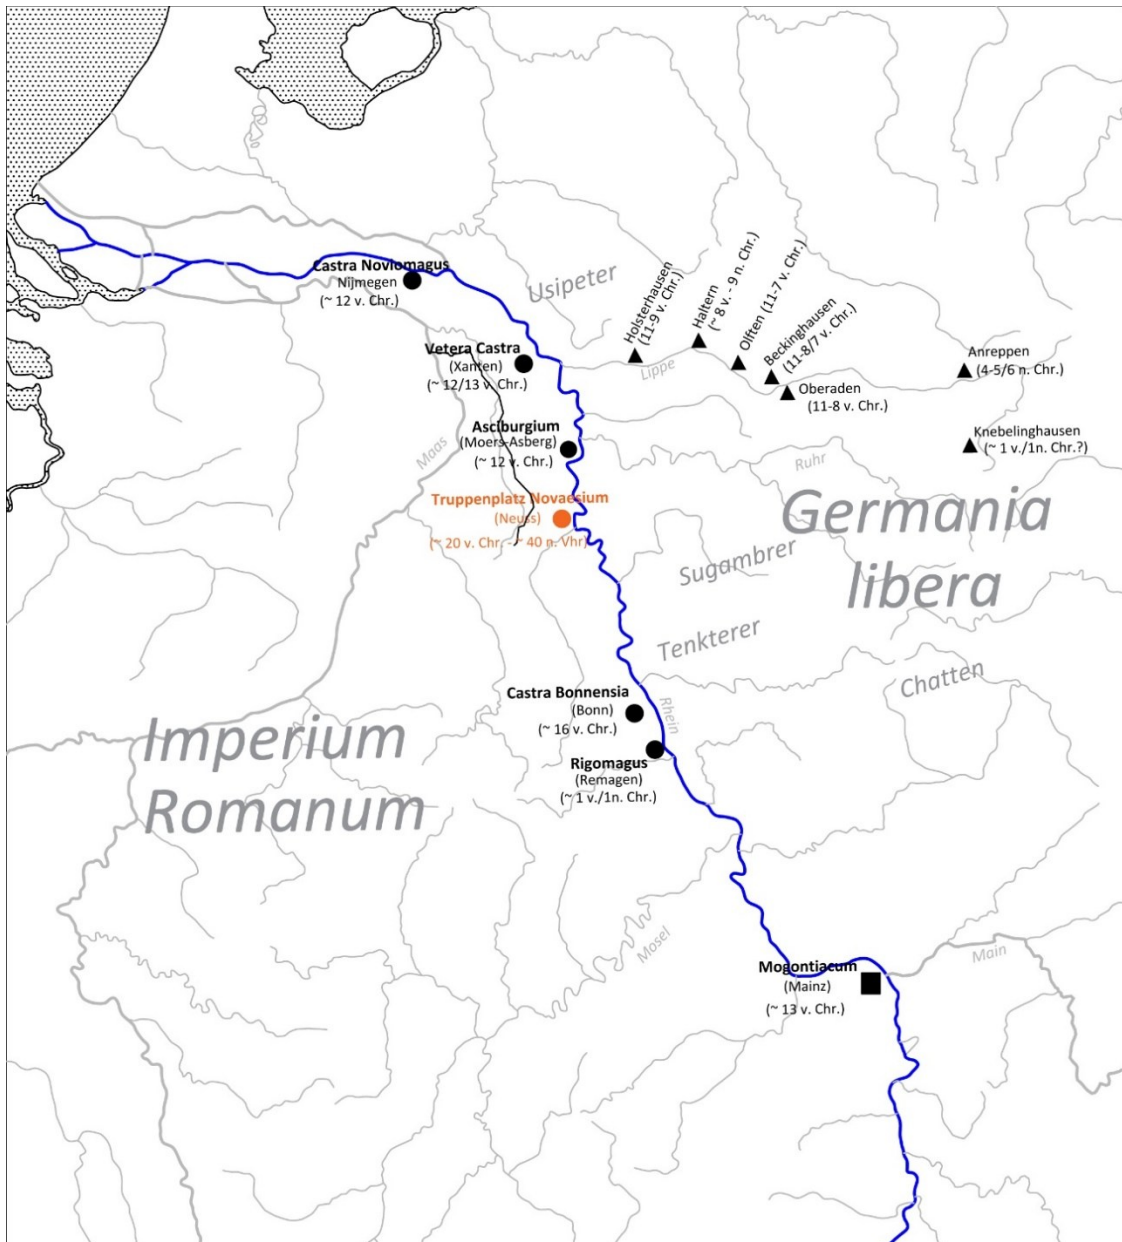 Castra Noviomagus
Nijmegen
(~ 12 v. Chr.)
Usipeter
Holsterhausen
(11-9 v. Chr.)
Haltern
(~ 8 v. - 9 n. Chr.)
Olften (11-7 v. Chr.)
Beckinghausen
(11-8/7 v. Chr.)
Oberaden
(11-8 v. Chr.)
Anreppen
(4-5/6 n. Chr.)
Lippe
Vetera Castra
(Xanten)
(~ 12/13 v. Chr.)
Asciburgium
(Moers-Asberg)
(~ 12 v. Chr.)
Maas
Knebelinghausen
(~ 1 v./1n. Chr.?)
Ruhr
Truppenplatz Novaesium
(Neuss)
(~ 20 v. Chr. - ~ 40 n. Vhr)
Germania
libera
Sugambrer
Tenkterer
Chatten
Castra Bonnensia
(Bonn)
(~ 16 v. Chr.)
Rhein
Rigomagus
(Remagen)
(~ 1 v./1n. Chr.)
Imperium
Romanum
Mosel
Main
Mogontiacum
(Mainz)
(~ 13 v. Chr.)